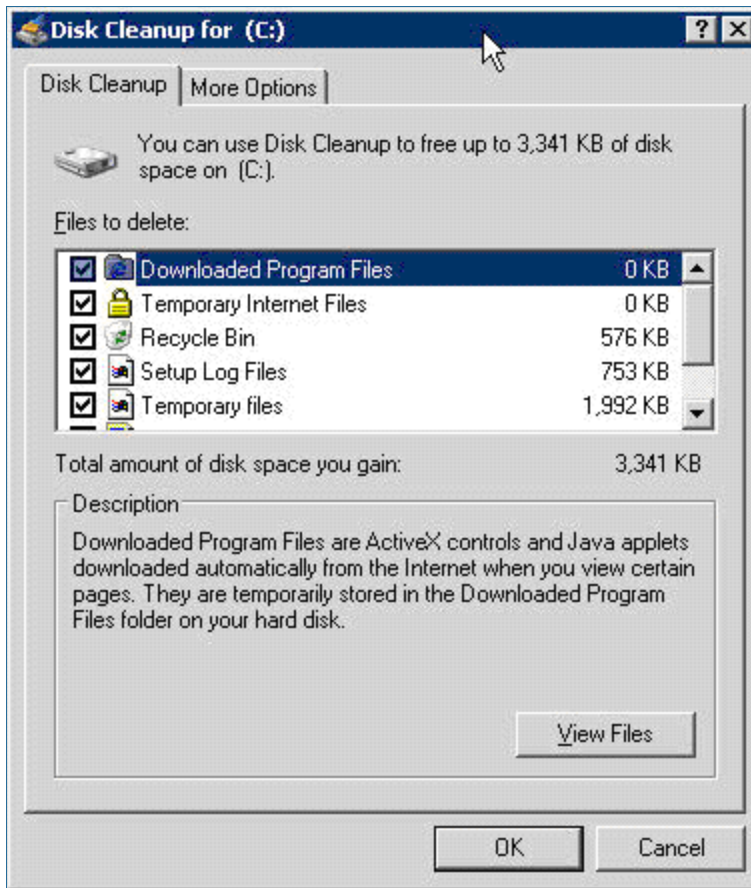 Disk Cleanup for (C:)
Disk Cleanup
More Options
You can use Disk Cleanup to free up to 3,341 KB of disk
space on (C:).
Files to delete:
Downloaded Program Files 0 KB
Temporary Internet Files 0 KB
Recycle Bin 576 KB
Setup Log Files 753 KB
Temporary files 1,992 KB
Total amount of disk space you gain: 3,341 KB
Description
Downloaded Program Files are ActiveX controls and Java applets
downloaded automatically from the Internet when you view certain
pages. They are temporarily stored in the Downloaded Program
Files folder on your hard disk.
View Files
OK
Cancel